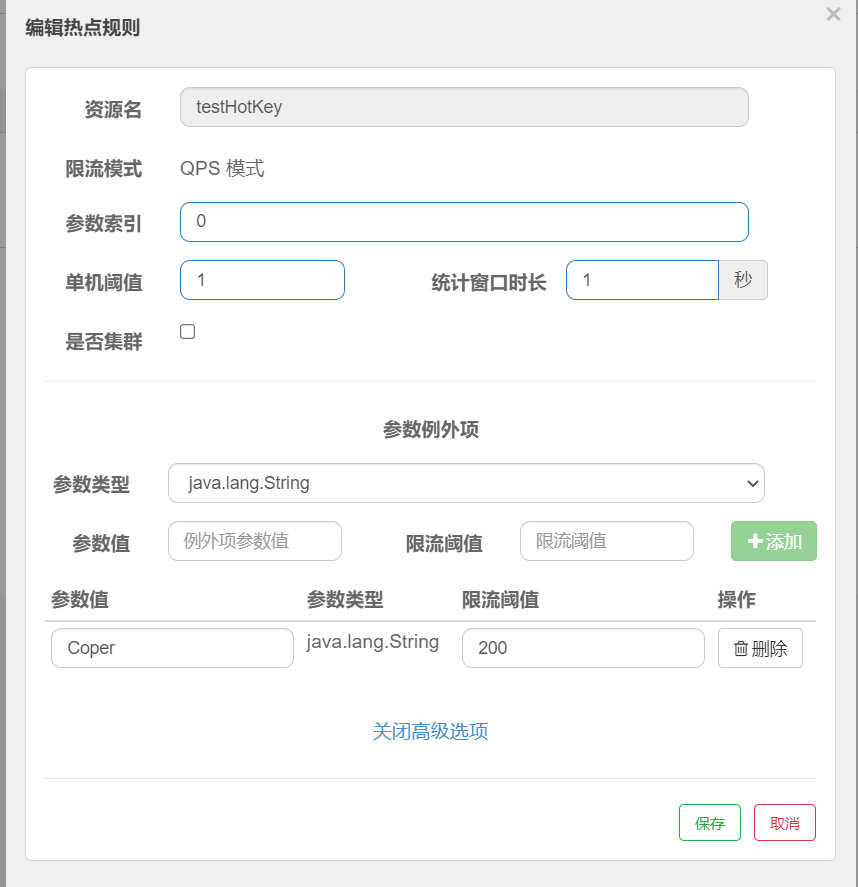 编辑热点规则
×
资源名 testHotKey
限流模式 QPS 模式
参数索引 0
单机阈值 1 统计窗口时长 1 秒
是否集群
参数例外项
参数类型 java.lang.String
参数值 例外项参数值 限流阈值 限流阈值 添加
参数值 参数类型 限流阈值 操作
Coper java.lang.String 200 删除
关闭高级选项
保存 取消